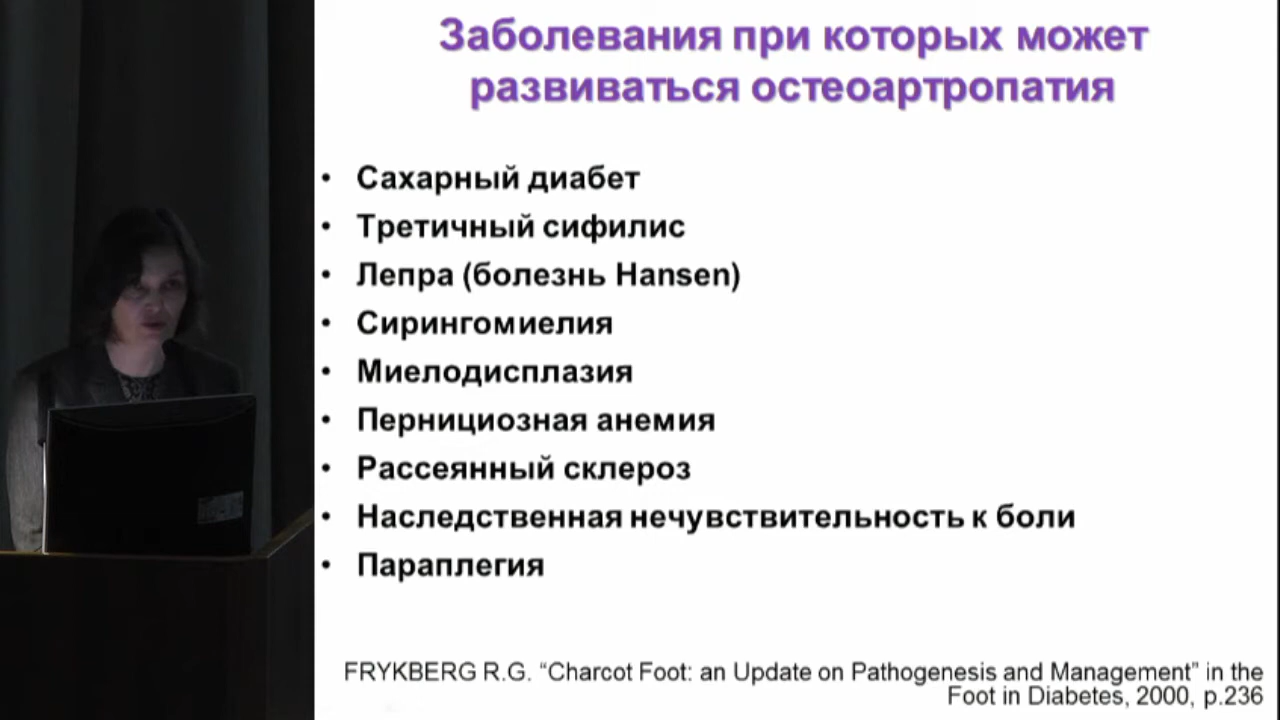 Заболевания при которых может
развиваться остеоартропатия
• Сахарный диабет
• Третичный сифилис
• Лепра (болезнь Hansen)
• Сирингомиелия
• Миелодисплазия
• Пернициозная анемия
• Рассеянный склероз
• Наследственная нечувствительность к боли
• Параплегия
FRYKBERG R.G. “Charcot Foot: an Update on Pathogenesis and Management” in the
Foot in Diabetes, 2000, p.236